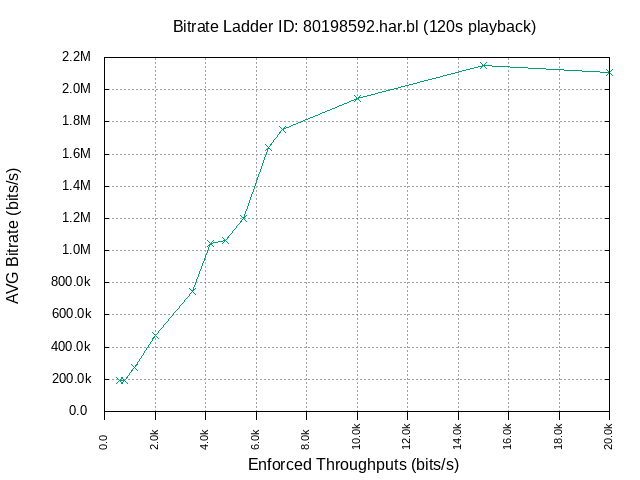 Bitrate Ladder ID: 80198592.har.bl (120s playback)
2.2M
2.0M
1.8M
1.6M
1.4M
1.2M
1.0M
800.0k
600.0k
400.0k
200.0k
0.0
AVG Bitrate (bits/s)
0.0 2.0k 4.0k 6.0k 8.0k 10.0k 12.0k 14.0k 16.0k 18.0k 20.0k
Enforced Throughputs (bits/s)